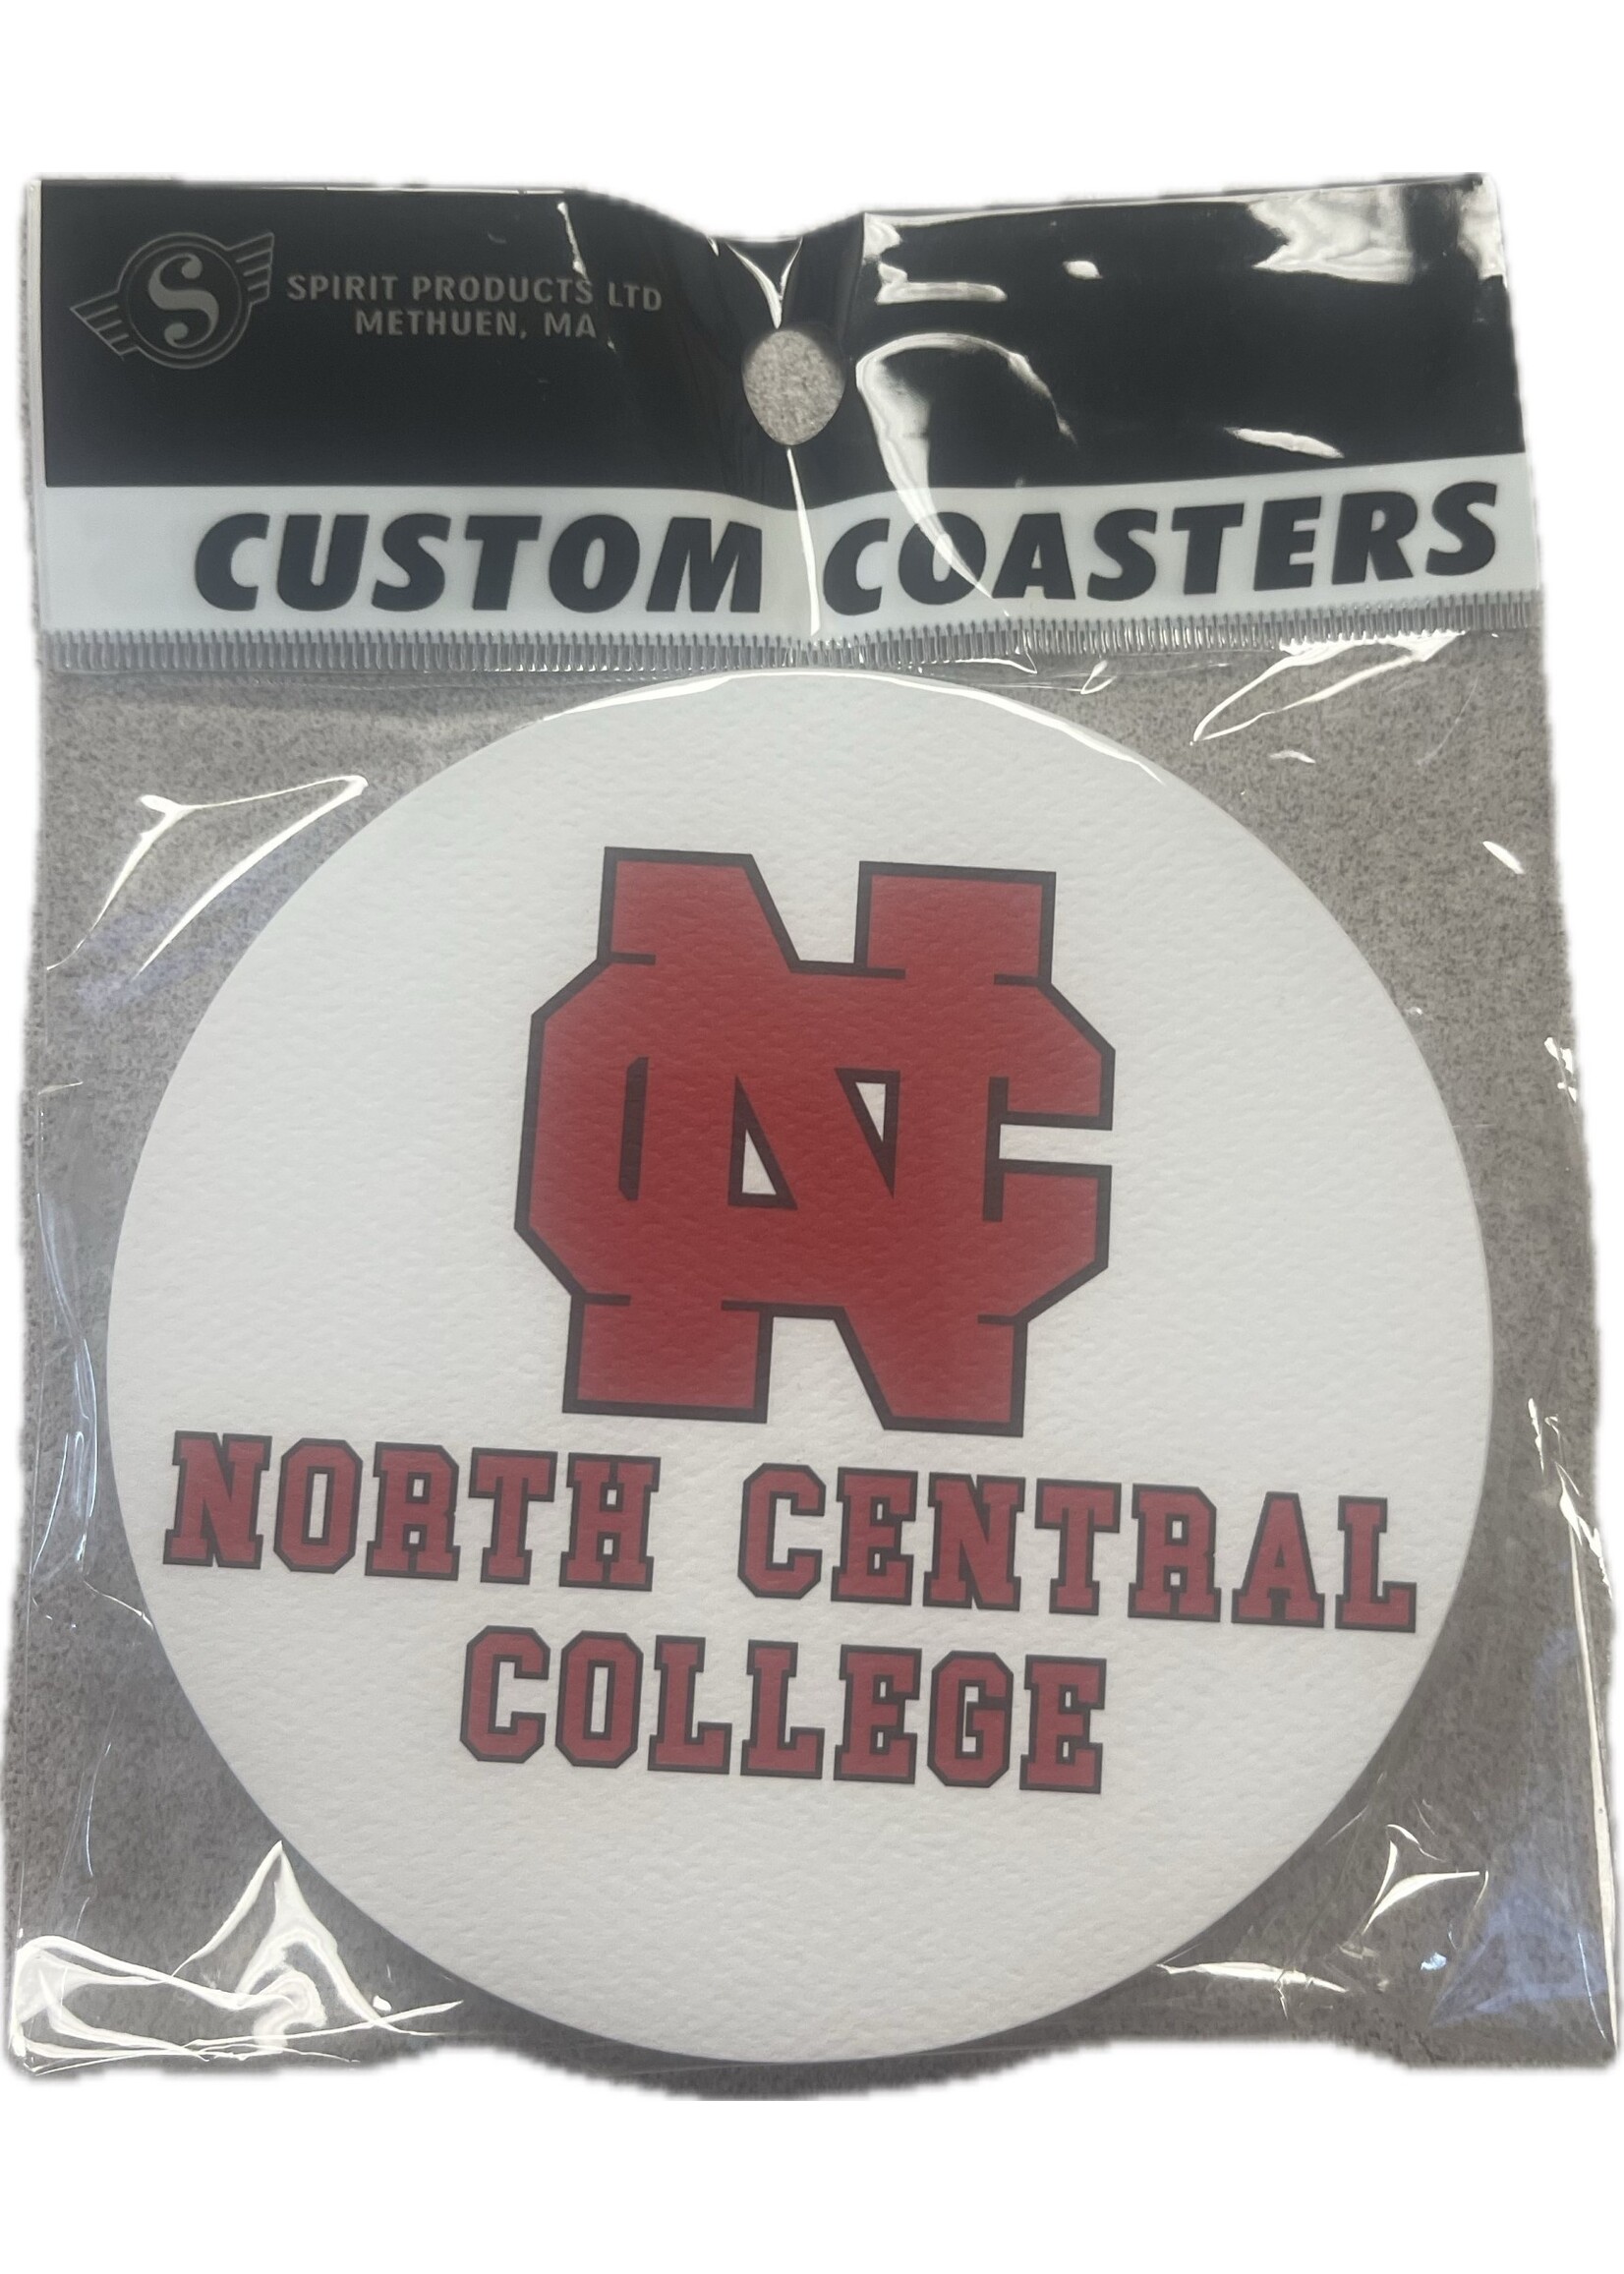 S
SPIRIT PRODUCTS LTD
METHUEN, MA
CUSTOM COASTERS
NC
NORTH CENTRAL
COLLEGE